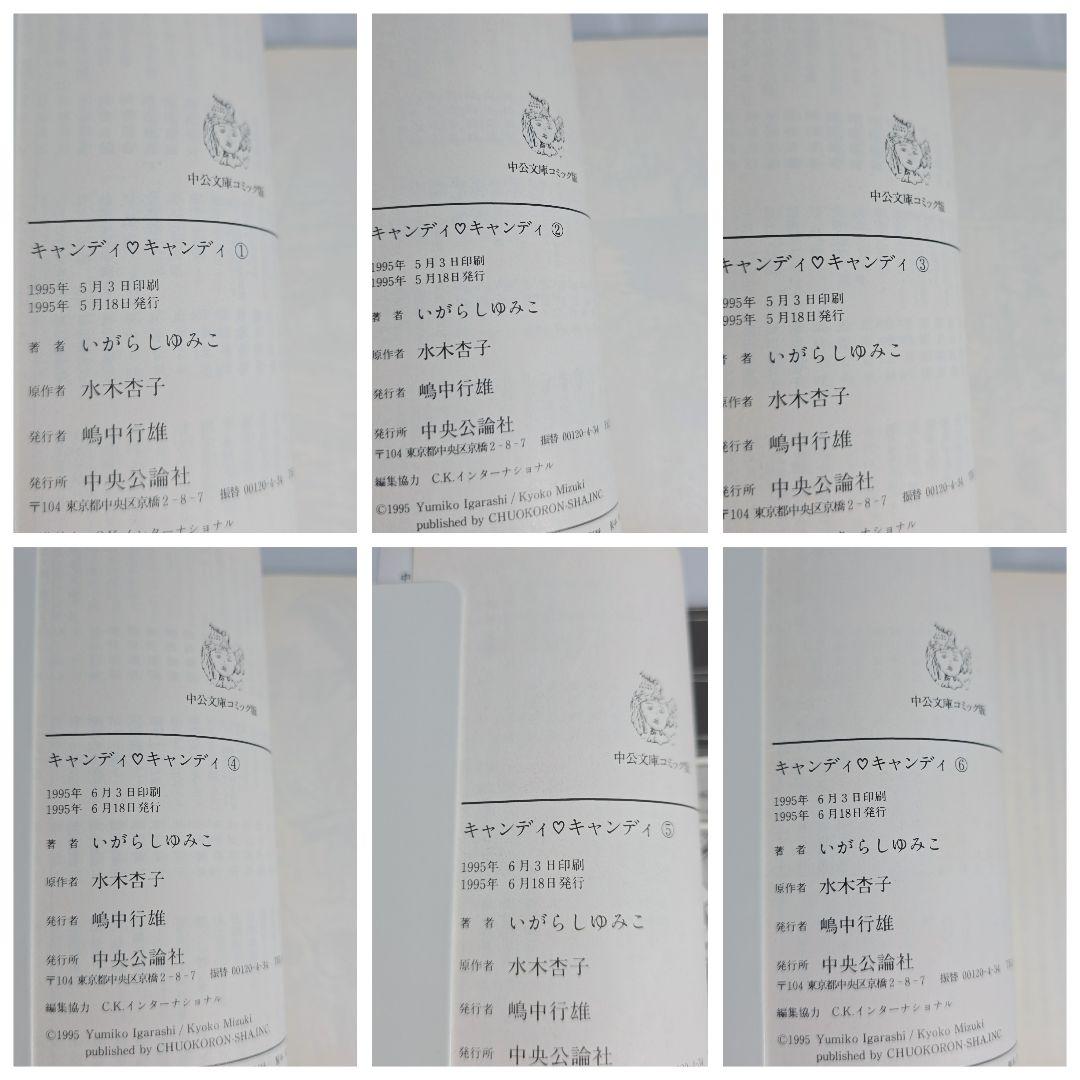 中公文庫コミック版
キャンディ♡キャンディ ①
1995年 5月3日印刷
1995年 5月18日発行
著 者 いがらしゆみこ
原作者 水木杏子
発行者 嶋中行雄
発行所 中央公論社
〒104 東京都中央区京橋2-8-7 振替 00120-4-34
C.K.インターナショナル
中公文庫コミック版
キャンディ♡キャンディ ②
1995年 5月3日印刷
1995年 5月18日発行
著 者 いがらしゆみこ
原作者 水木杏子
発行者 嶋中行雄
発行所 中央公論社
〒104 東京都中央区京橋2-8-7 振替 00120-4-34
編集協力 C.K.インターナショナル
©1995 Yumiko Igarashi / Kyoko Mizuki
published by CHUOKORON-SHA,INC.
中公文庫コミック版
キャンディ♡キャンディ ③
995年 5月3日印刷
995年 5月18日発行
著 者 いがらしゆみこ
原作者 水木杏子
発行者 嶋中行雄
発行所 中央公論社
〒104 東京都中央区京橋2-8-7 振替 00120-4-34
C.K.インターナショナル
中公文庫コミック版
キャンディ♡キャンディ ④
1995年 6月3日印刷
1995年 6月18日発行
著 者 いがらしゆみこ
原作者 水木杏子
発行者 嶋中行雄
発行所 中央公論社
〒104 東京都中央区京橋2-8-7 振替 00120-4-34
編集協力 C.K.インターナショナル
©1995 Yumiko Igarashi / Kyoko Mizuki
published by CHUOKORON-SHA,INC.
中
中公文庫コミック版
キャンディ♡キャンディ ⑤
1995年 6月3日印刷
1995年 6月18日発行
著 者 いがらしゆみこ
原作者 水木杏子
発行者 嶋中行雄
発行所 中央公論社
中公文庫コミック版
キャンディ♡キャンディ ⑥
1995年 6月3日印刷
1995年 6月18日発行
著 者 いがらしゆみこ
原作者 水木杏子
発行者 嶋中行雄
発行所 中央公論社
〒104 東京都中央区京橋2-8-7 振替 00120-4-34
編集協力 C.K.インターナショナル
©1995 Yumiko Igarashi / Kyoko Mizuki
published by CHUOKORON-SHA,INC.